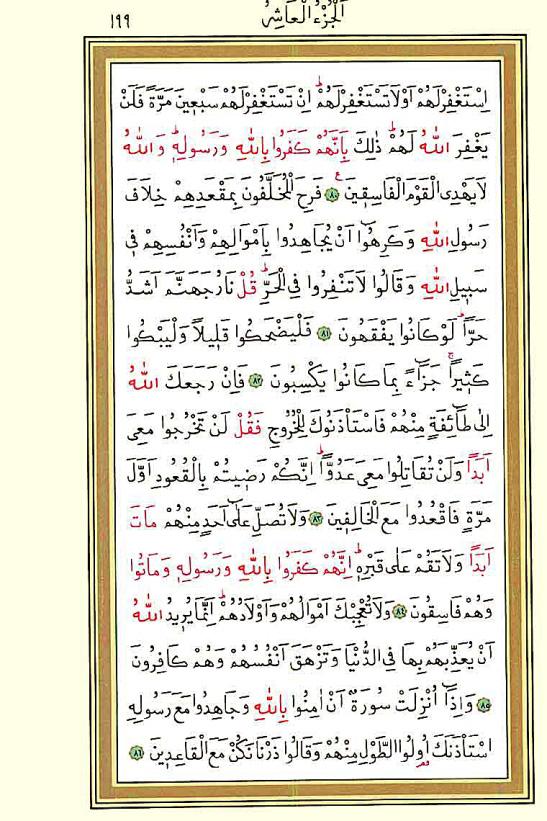 اَلْجُزْءُ الْعَاشِرُ
١٩٩
اِسْتَغْفِرْ لَهُمْ اَوْ لَا تَسْتَغْفِرْ لَهُمْۜ اِنْ تَسْتَغْفِرْ لَهُمْ سَبْع۪ينَ مَرَّةً فَلَنْ
يَغْفِرَ اللّٰهُ لَهُمْۜ ذٰلِكَ بِاَنَّهُمْ كَفَرُوا بِاللّٰهِ وَرَسُولِه۪ۜ وَاللّٰهُ
لَا يَهْدِى الْقَوْمَ الْفَاسِق۪ينَ۟ ﴿٨٠﴾ فَرِحَ الْمُخَلَّفُونَ بِمَقْعَدِهِمْ خِلَافَ
رَسُولِ اللّٰهِ وَكَرِهُٓوا اَنْ يُجَاهِدُوا بِاَمْوَالِهِمْ وَاَنْفُسِهِمْ ف۪ى
سَب۪يلِ اللّٰهِ وَقَالُوا لَا تَنْفِرُوا فِى الْحَرِّۜ قُلْ نَارُ جَهَنَّمَ اَشَدُّ
حَرًّاۜ لَوْ كَانُوا يَفْقَهُونَ ﴿٨١﴾ فَلْيَضْحَكُوا قَل۪يلًا وَلْيَبْكُوا
كَث۪يرًاۚ جَزَٓاءً بِمَا كَانُوا يَكْسِبُونَ ﴿٨٢﴾ فَاِنْ رَجَعَكَ اللّٰهُ
اِلٰى طَٓائِفَةٍ مِنْهُمْ فَاسْتَأْذَنُوكَ لِلْخُرُوجِ فَقُلْ لَنْ تَخْرُجُوا مَعِىَ
اَبَدًا وَلَنْ تُقَاتِلُوا مَعِىَ عَدُوًّاۜ اِنَّكُمْ رَض۪يتُمْ بِالْقُعُودِ اَوَّلَ
مَرَّةٍ فَاقْعُدُوا مَعَ الْخَالِف۪ينَ ﴿٨٣﴾ وَلَا تُصَلِّ عَلٰٓى اَحَدٍ مِنْهُمْ مَاتَ
اَبَدًا وَلَا تَقُمْ عَلٰى قَبْرِه۪ۜ اِنَّهُمْ كَفَرُوا بِاللّٰهِ وَرَسُولِه۪ وَمَاتُوا
وَهُمْ فَاسِقُونَ ﴿٨٤﴾ وَلَا تُعْجِبْكَ اَمْوَالُهُمْ وَاَوْلَادُهُمْۜ اِنَّمَا يُر۪يدُ اللّٰهُ
اَنْ يُعَذِّبَهُمْ بِهَا فِى الدُّنْيَا وَتَزْهَقَ اَنْفُسُهُمْ وَهُمْ كَافِرُونَ
﴿٨٥﴾ وَاِذَٓا اُنْزِلَتْ سُورَةٌ اَنْ اٰمِنُوا بِاللّٰهِ وَجَاهِدُوا مَعَ رَسُولِهِ
اسْتَأْذَنَكَ اُو۬لُوا الطَّوْلِ مِنْهُمْ وَقَالُوا ذَرْنَا نَكُنْ مَعَ الْقَاعِد۪ينَ ﴿٨٦﴾